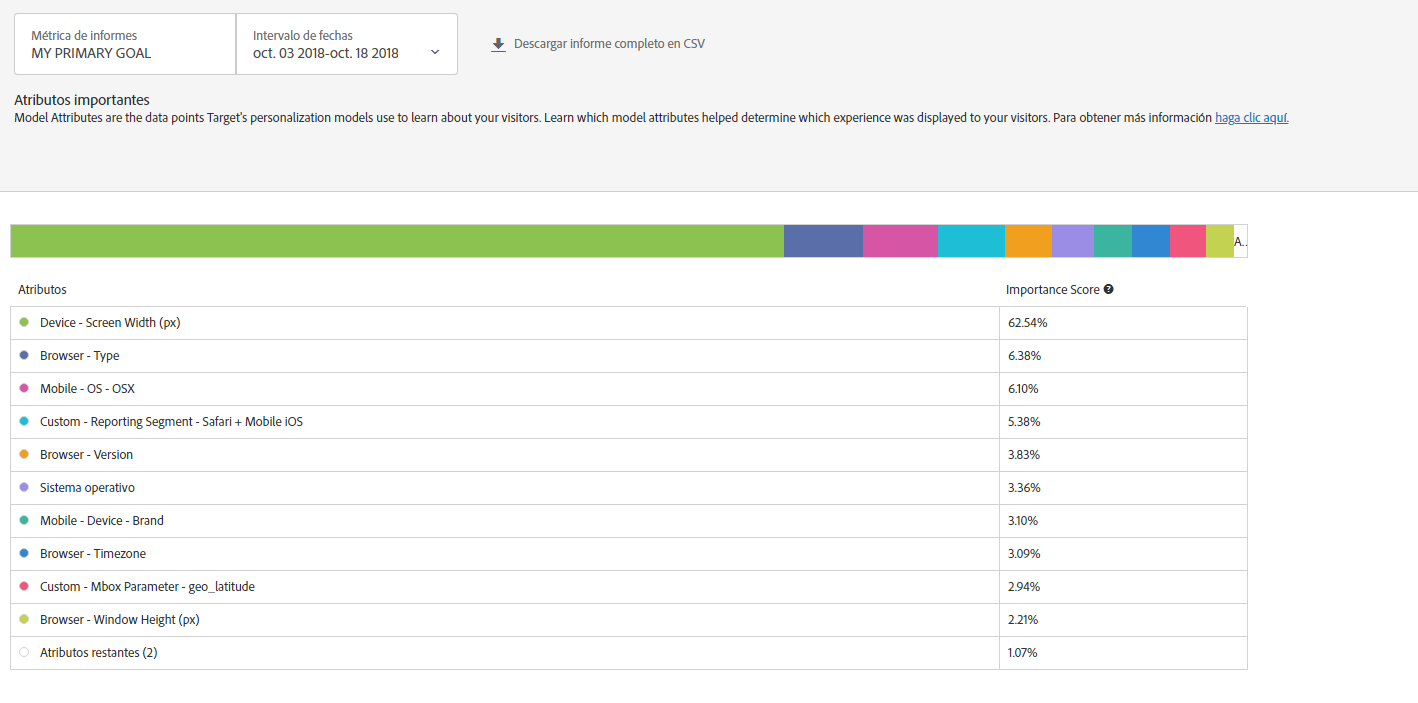 Métrica de informes
MY PRIMARY GOAL
Intervalo de fechas
oct. 03 2018-oct. 18 2018
Descargar informe completo en CSV
Atributos importantes
Model Attributes are the data points Target's personalization models use to learn about your visitors. Learn which model attributes helped determine which experience was displayed to your visitors. Para obtener más información haga clic aquí.
A..
Atributos Importance Score ?
Device - Screen Width (px) 62.54%
Browser - Type 6.38%
Mobile - OS - OSX 6.10%
Custom - Reporting Segment - Safari + Mobile iOS 5.38%
Browser - Version 3.83%
Sistema operativo 3.36%
Mobile - Device - Brand 3.10%
Browser - Timezone 3.09%
Custom - Mbox Parameter - geo_latitude 2.94%
Browser - Window Height (px) 2.21%
Atributos restantes (2) 1.07%